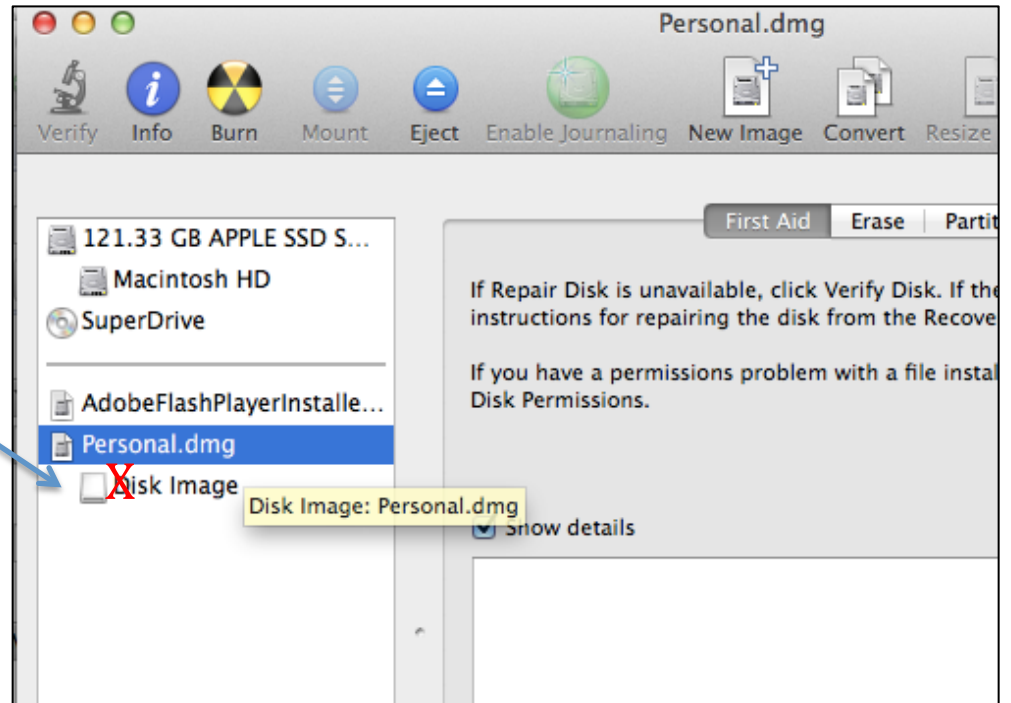 Personal.dmg
Verify Info Burn Mount Eject Enable Journaling New Image Convert Resize
First Aid Erase Partit
121.33 GB APPLE SSD S...
Macintosh HD
SuperDrive
AdobeFlashPlayerInstalle...
Personal.dmg
X
Disk Image
Disk Image: Personal.dmg
If Repair Disk is unavailable, click Verify Disk. If the
instructions for repairing the disk from the Recove
If you have a permissions problem with a file instal
Disk Permissions.
Show details